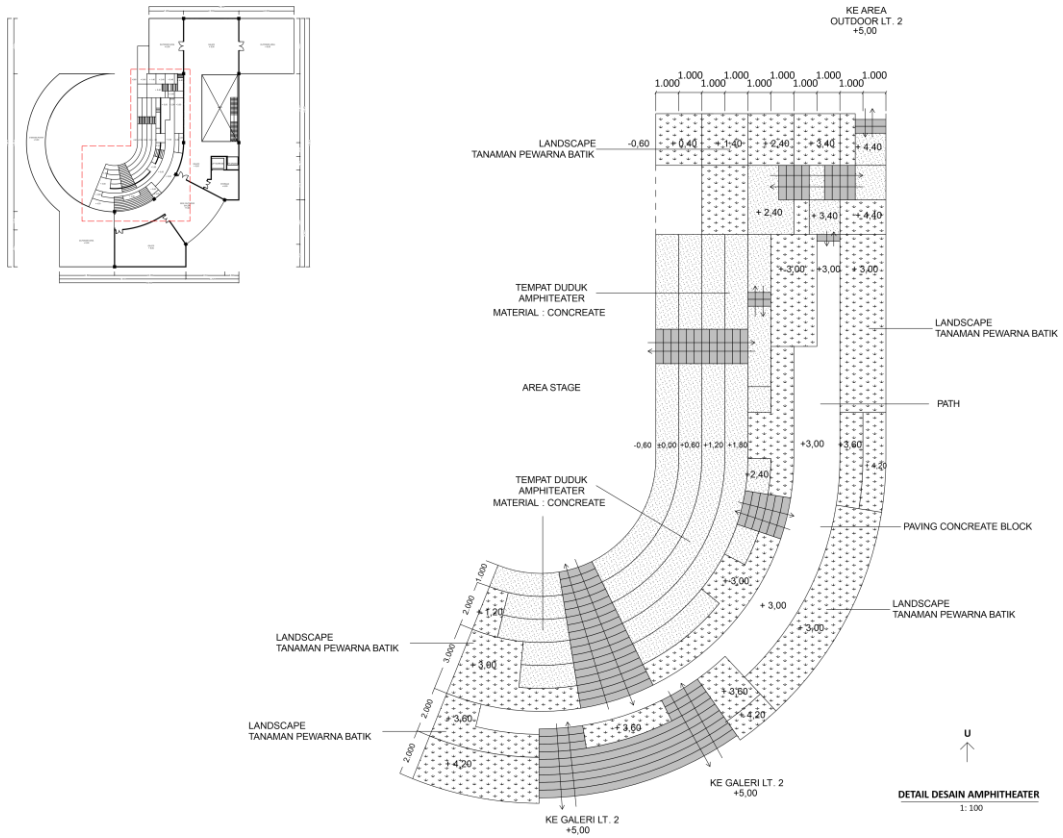 KE AREA
OUTDOOR LT. 2
+5,00
1.000 1.000 1.000 1.000 1.000
1.000 1.000 1.000 1.000 1.000
LANDSCAPE
TANAMAN PEWARNA BATIK
-0,60 + 0,40 + 1,40 + 2,40 + 3,40 + 4,40
+ 2,40 + 3,40 + 4,40
+ 3,00 +3,00 + 3,00
TEMPAT DUDUK
AMPHITEATER
MATERIAL : CONCREATE
LANDSCAPE
TANAMAN PEWARNA BATIK
AREA STAGE
PATH
-0,60 ±0,00 +0,60 +1,20 +1,80 +3,00 +3,60
+ 4,20
+2,40
TEMPAT DUDUK
AMPHITEATER
MATERIAL : CONCREATE
PAVING CONCREATE BLOCK
1.000
2.000
3.000
2.000
2.000
+ 1,20
+ 3,00
+ 3,00
+ 3,00
LANDSCAPE
TANAMAN PEWARNA BATIK
LANDSCAPE
TANAMAN PEWARNA BATIK
+ 3,00
+ 3,60
+ 4,20
LANDSCAPE
TANAMAN PEWARNA BATIK
+ 3,60
+ 3,60
+ 4,20
U
KE GALERI LT. 2
+5,00
DETAIL DESAIN AMPHITHEATER
1: 100
KE GALERI LT. 2
+5,00